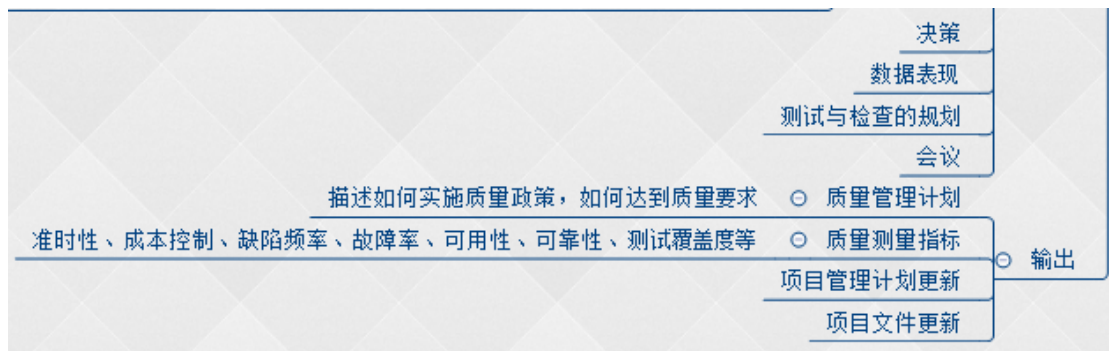 决策
数据表现
测试与检查的规划
会议
描述如何实施质量政策，如何达到质量要求 质量管理计划
准时性、成本控制、缺陷频率、故障率、可用性、可靠性、测试覆盖度等 质量测量指标
输出
项目管理计划更新
项目文件更新